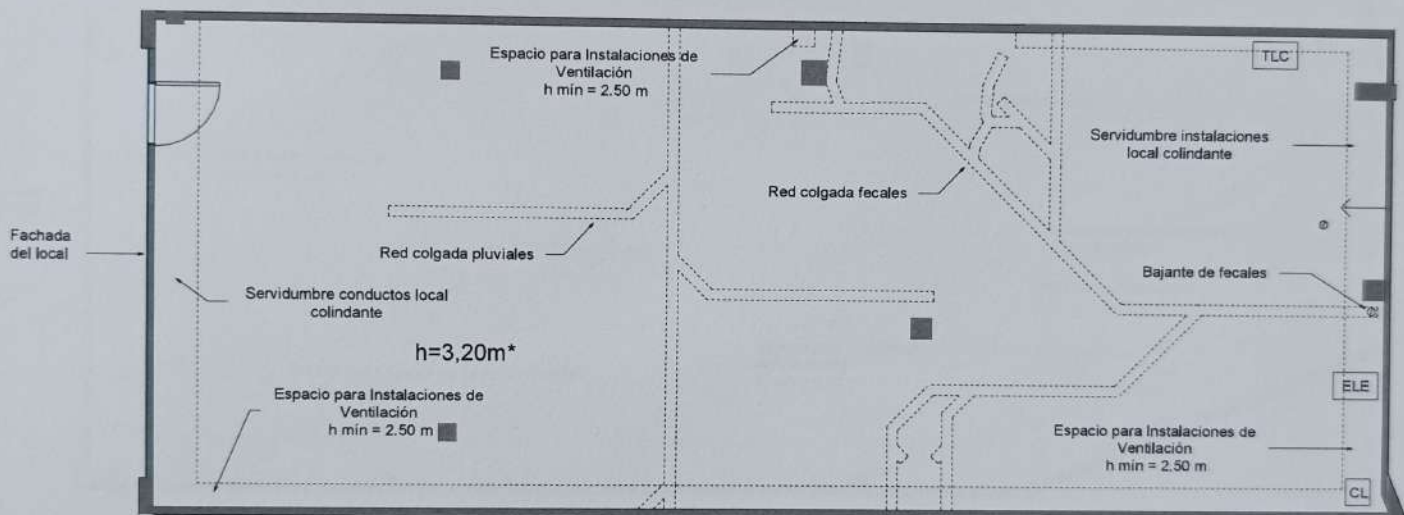 Espacio para Instalaciones de
Ventilación
h mín = 2.50 m
TLC
Servidumbre instalaciones
local colindante
Red colgada fecales
Fachada
del local
Red colgada pluviales
Bajante de fecales
Servidumbre conductos local
colindante
h=3,20m*
Espacio para Instalaciones de
Ventilación
h mín = 2.50 m
ELE
Espacio para Instalaciones de
Ventilación
h mín = 2.50 m
CL